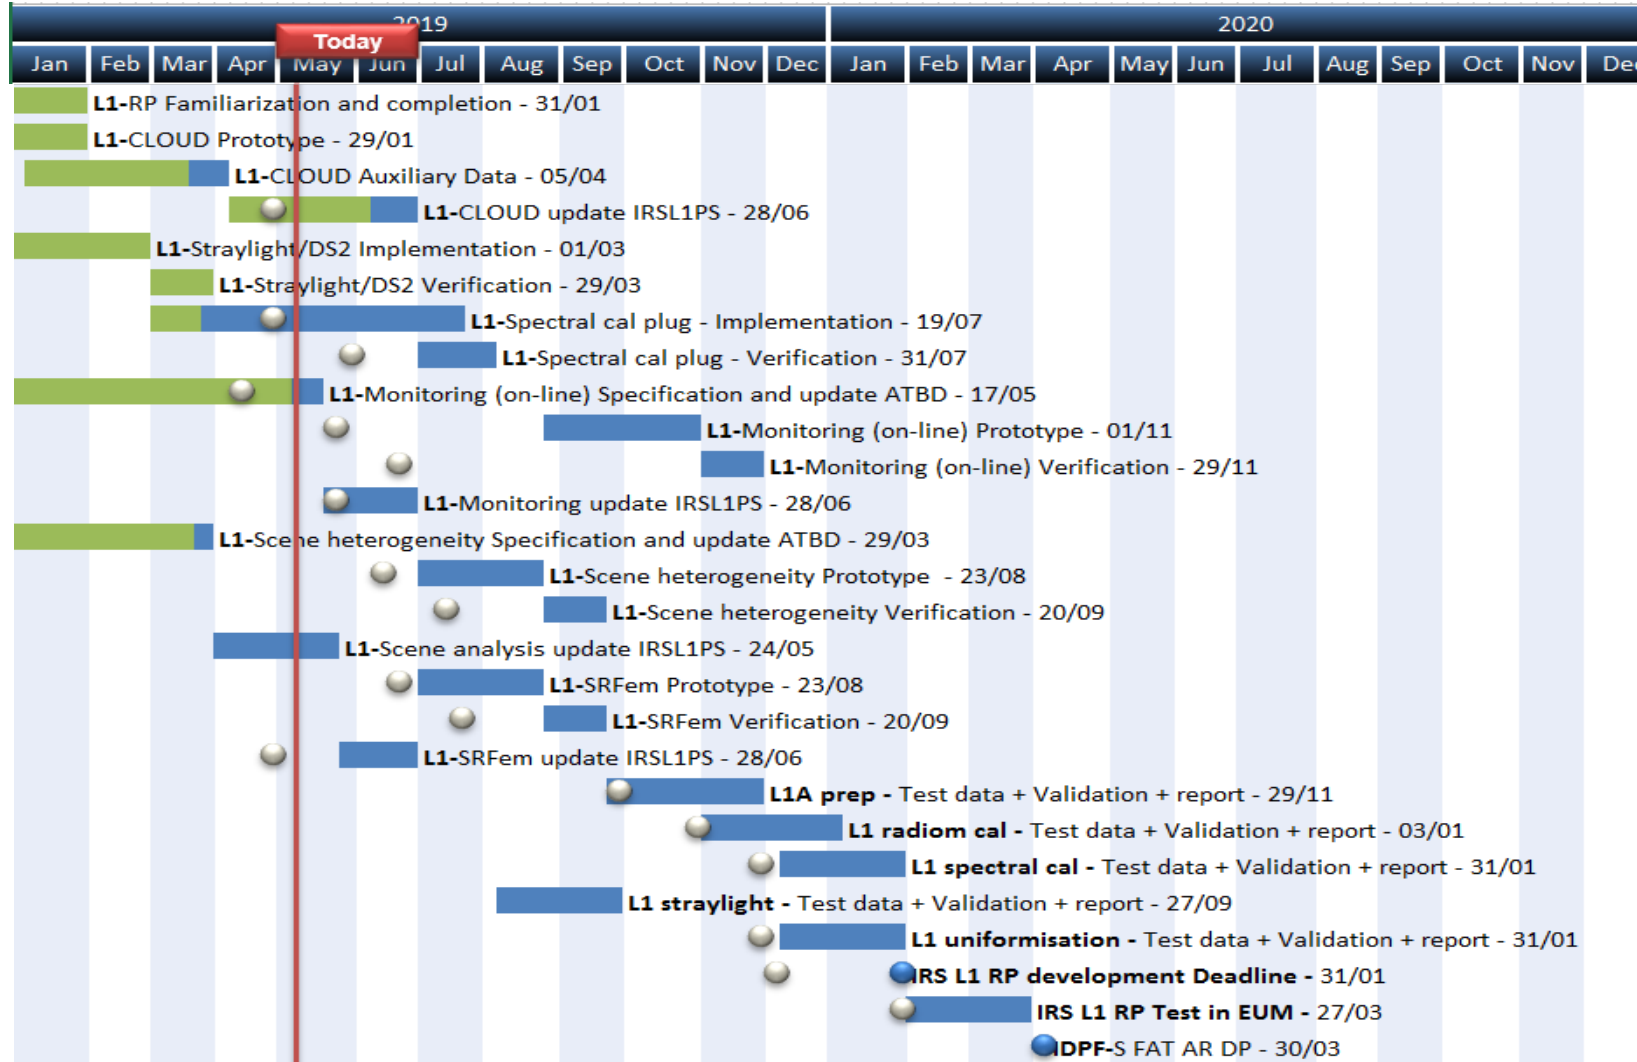 2019 2020
Today
Jan Feb Mar Apr May Jun Jul Aug Sep Oct Nov Dec Jan Feb Mar Apr May Jun Jul Aug Sep Oct Nov Dec
L1-RP Familiarization and completion - 31/01
L1-CLOUD Prototype - 29/01
L1-CLOUD Auxiliary Data - 05/04
L1-CLOUD update IRSL1PS - 28/06
L1-Straylight/DS2 Implementation - 01/03
L1-Straylight/DS2 Verification - 29/03
L1-Spectral cal plug - Implementation - 19/07
L1-Spectral cal plug - Verification - 31/07
L1-Monitoring (on-line) Specification and update ATBD - 17/05
L1-Monitoring (on-line) Prototype - 01/11
L1-Monitoring (on-line) Verification - 29/11
L1-Monitoring update IRSL1PS - 28/06
L1-Scene heterogeneity Specification and update ATBD - 29/03
L1-Scene heterogeneity Prototype - 23/08
L1-Scene heterogeneity Verification - 20/09
L1-Scene analysis update IRSL1PS - 24/05
L1-SRFem Prototype - 23/08
L1-SRFem Verification - 20/09
L1-SRFem update IRSL1PS - 28/06
L1A prep - Test data + Validation + report - 29/11
L1 radiom cal - Test data + Validation + report - 03/01
L1 spectral cal - Test data + Validation + report - 31/01
L1 straylight - Test data + Validation + report - 27/09
L1 uniformisation - Test data + Validation + report - 31/01
IRS L1 RP development Deadline - 31/01
IRS L1 RP Test in EUM - 27/03
IDPF-S FAT AR DP - 30/03